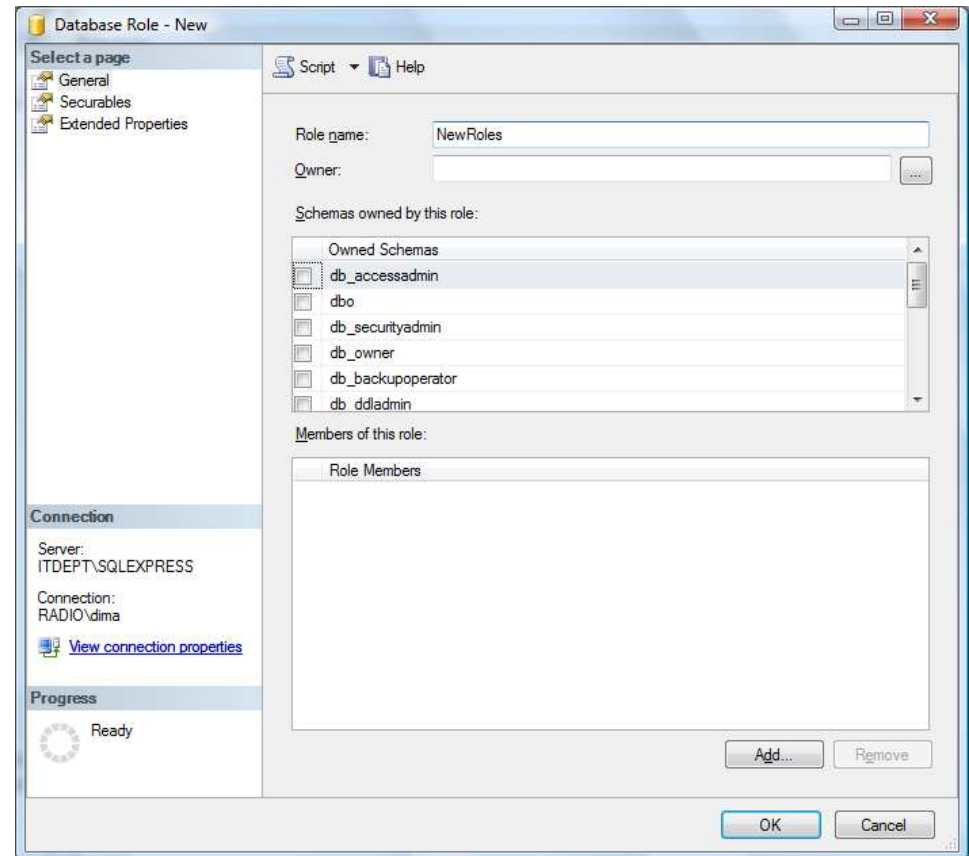 Database Role - New
Select a page
General
Securables
Extended Properties
Script
Help
Role name:
NewRoles
Owner:
...
Schemas owned by this role:
Owned Schemas
db_accessadmin
dbo
db_securityadmin
db_owner
db_backupoperator
db_ddladmin
Members of this role:
Role Members
Connection
Server:
ITDEPT\SQLEXPRESS
Connection:
RADIO\dima
View connection properties
Progress
Ready
Add...
Remove
OK
Cancel